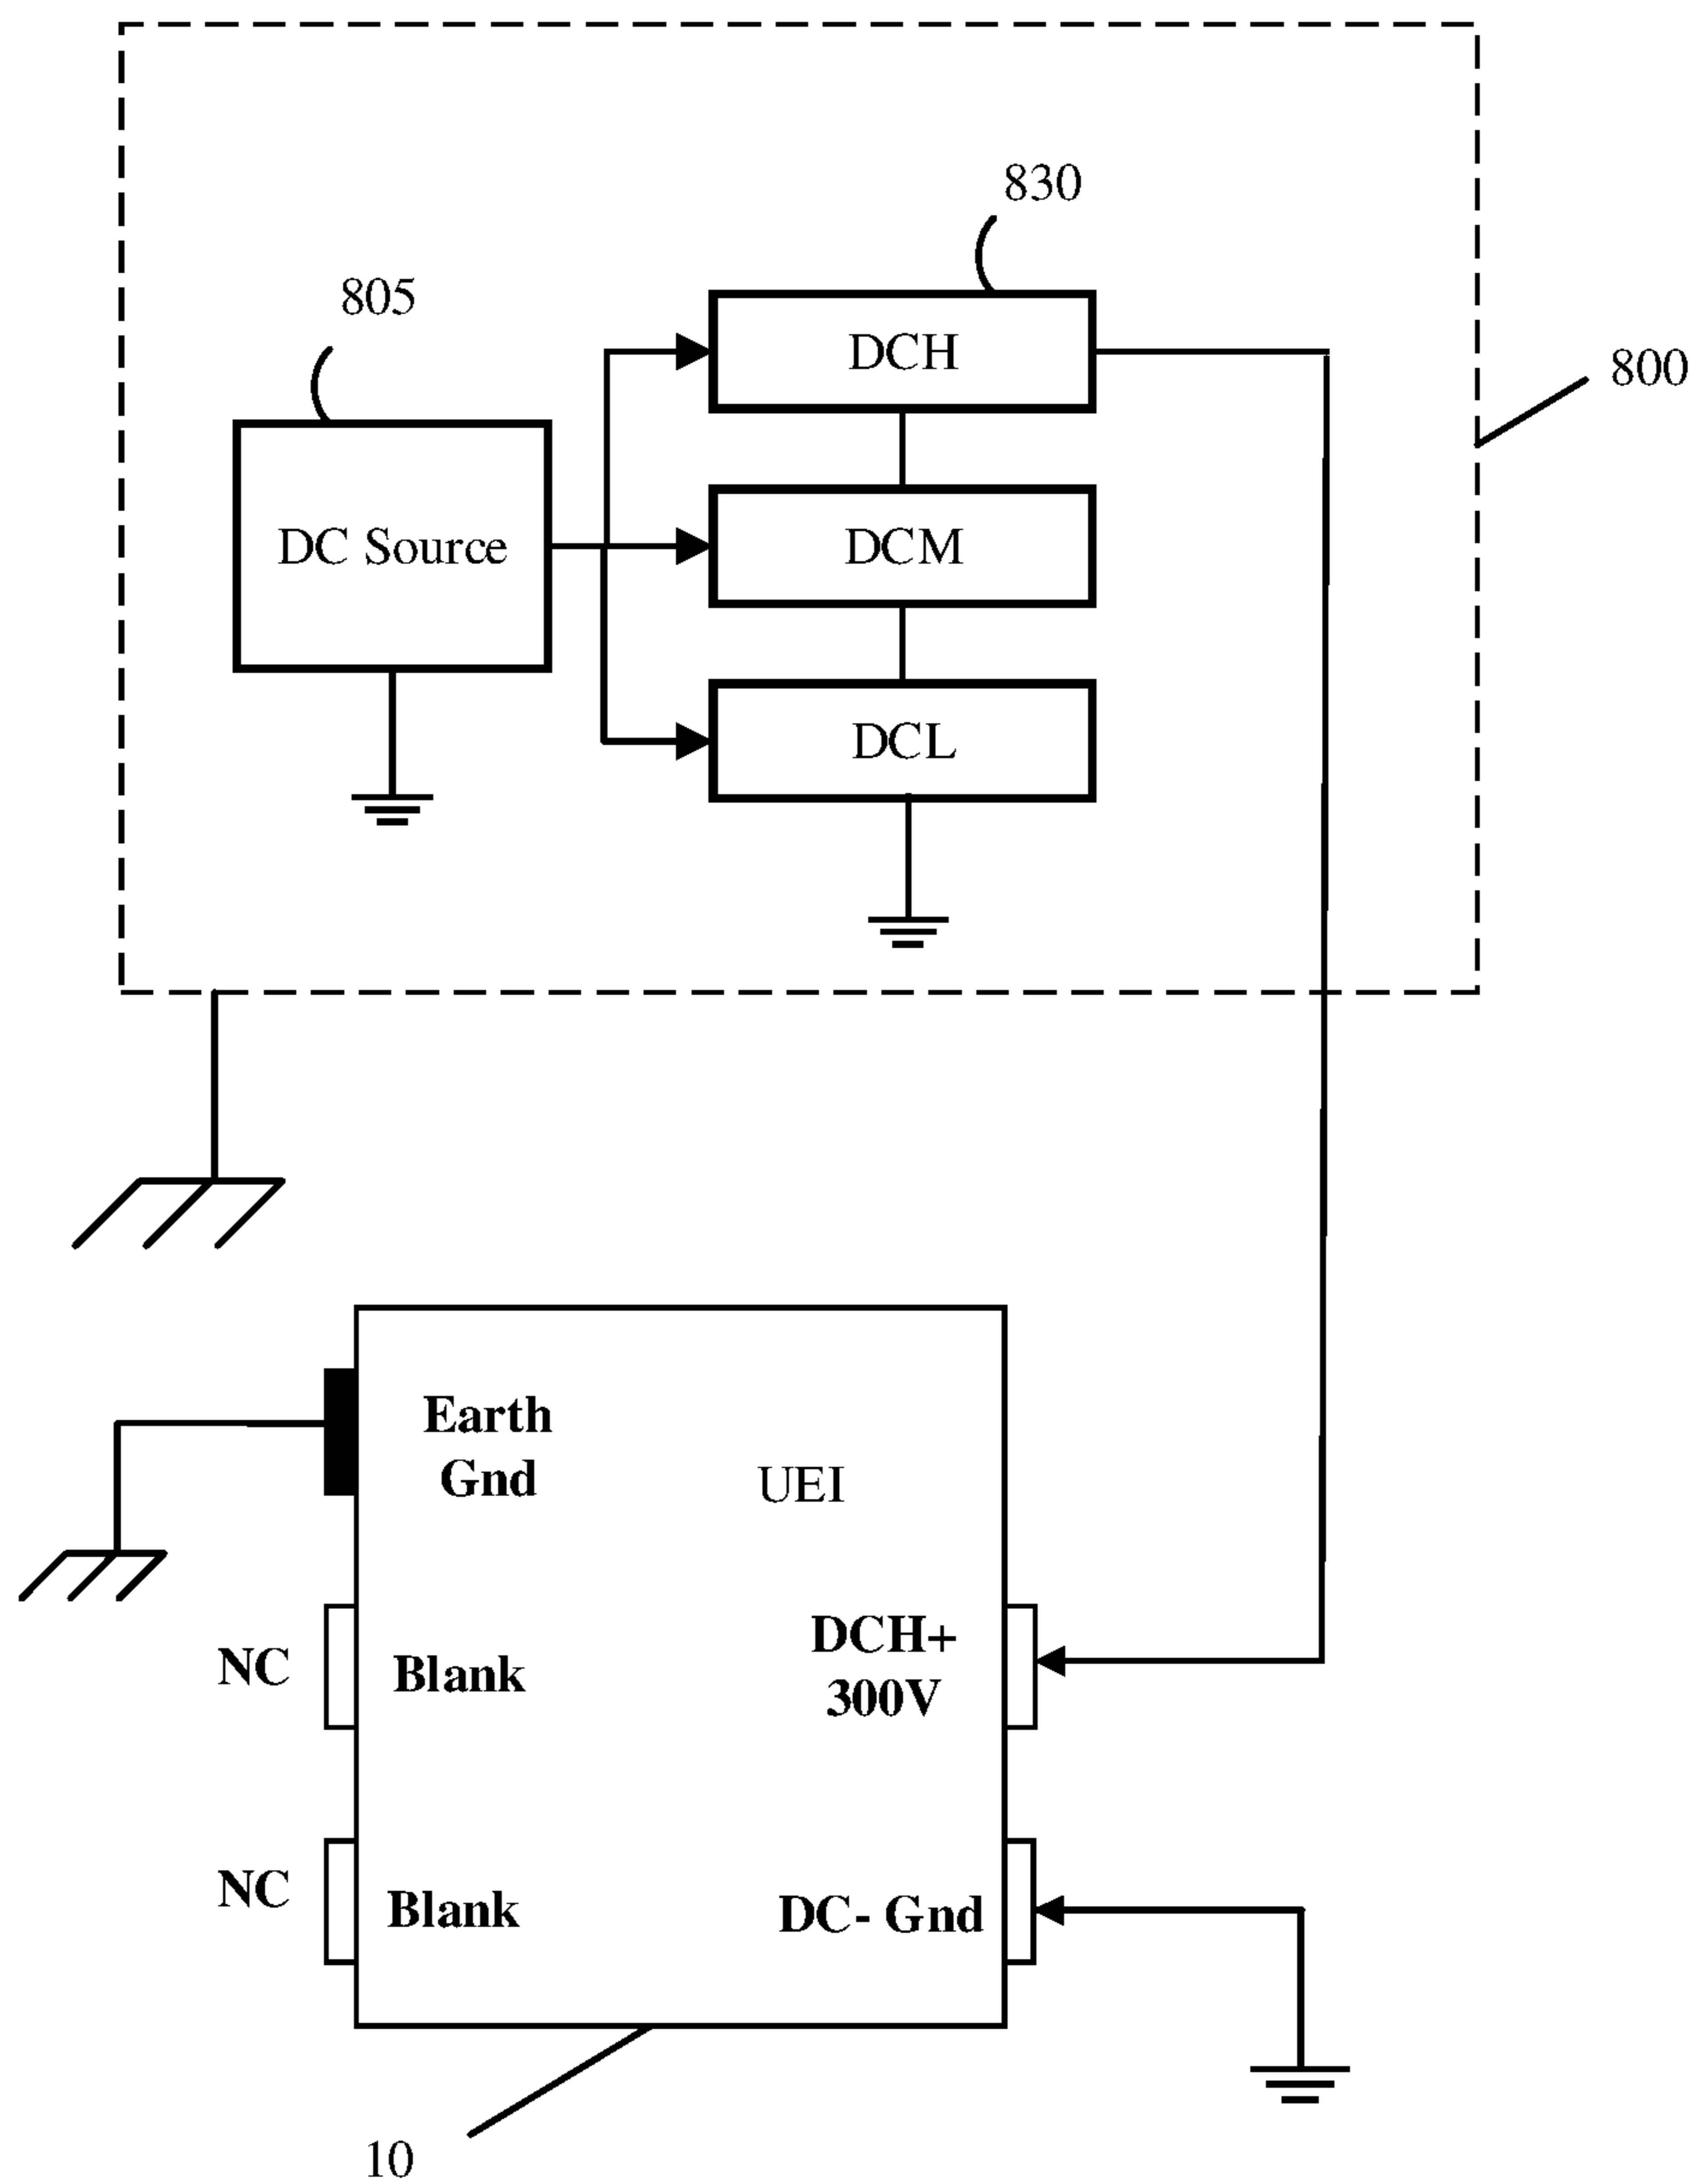 830
805
DCH
800
DC Source
DCM
DCL
Earth
Gnd
UEI
DCH+
300V
NC
Blank
NC
Blank
DC- Gnd
10